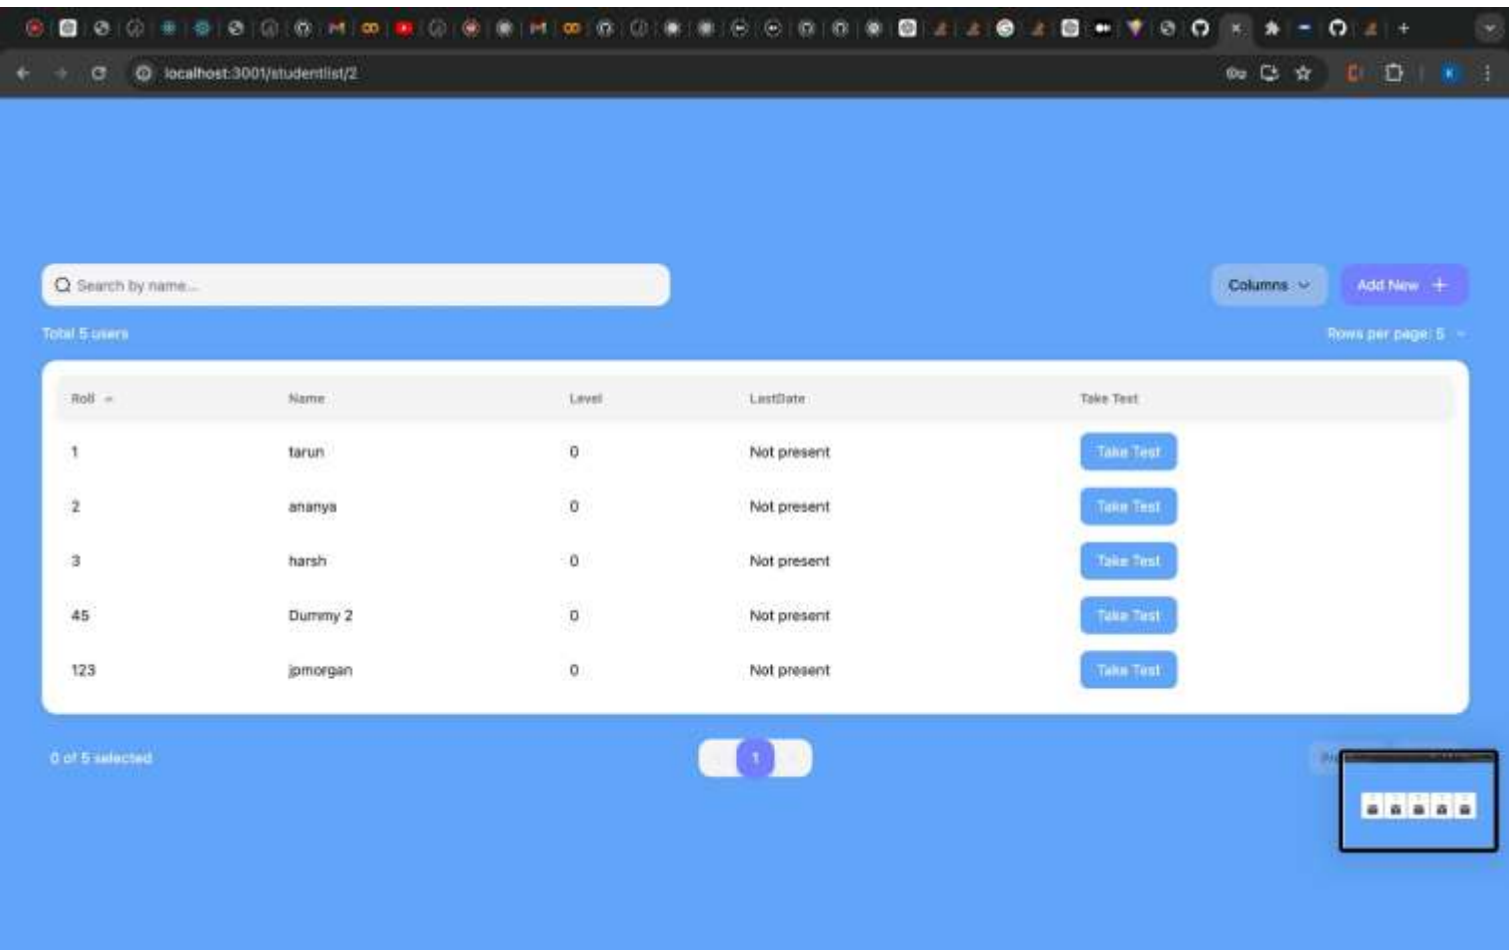 localhost:3001/studentlist/2
Search by name...
Columns
Add New +
Total 5 users
Rows per page: 5
Roll Name Level LastDate Take Test
1 tarun 0 Not present Take Test
2 ananya 0 Not present Take Test
3 harsh 0 Not present Take Test
45 Dummy 2 0 Not present Take Test
123 jpmorgan 0 Not present Take Test
0 of 5 selected
1